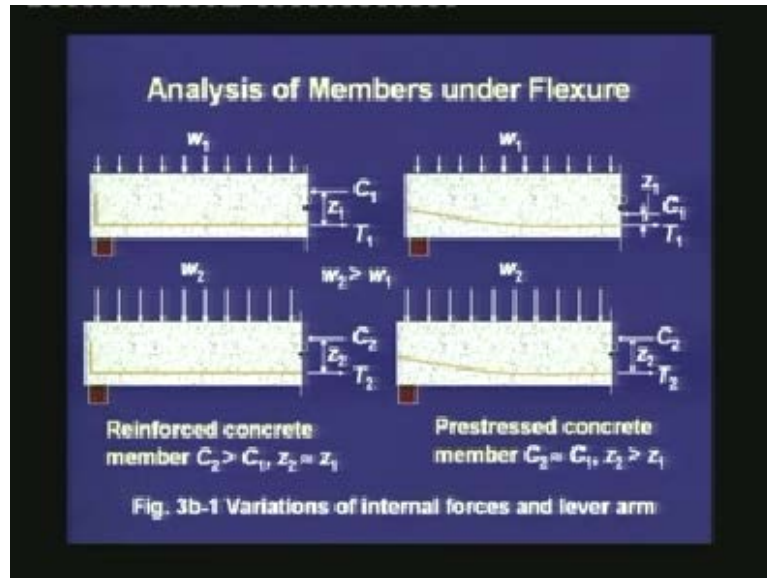 Analysis of Members under Flexure
w₁ w₁
C₁ z₁ T₁
z₁ C₁ T₁
w₂ w₂ > w₁ w₂
C₂ z₂ T₂
C₂ z₂ T₂
Reinforced concrete
member C₂ > C₁, z₂ ≈ z₁
Prestressed concrete
member C₂ ≈ C₁, z₂ > z₁
Fig. 3b-1 Variations of internal forces and lever arm